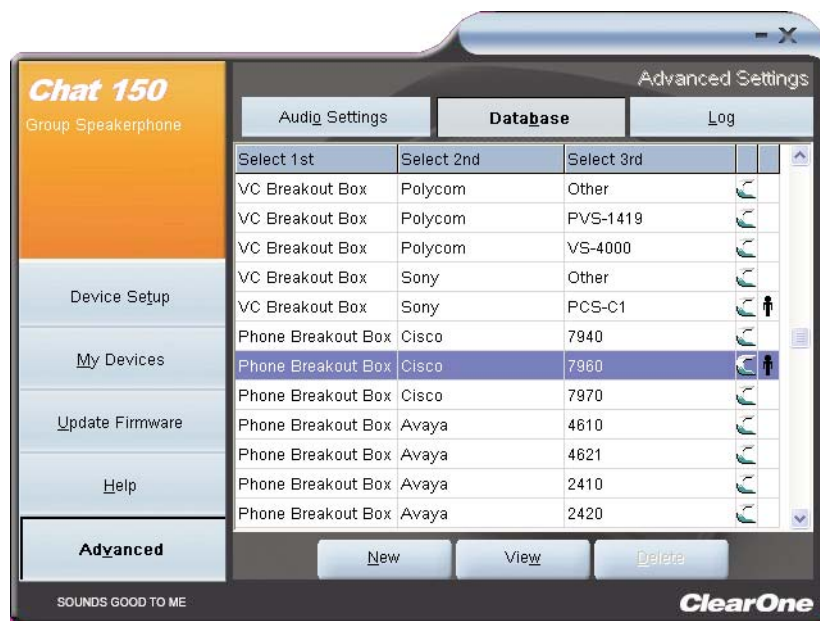 Chat 150
Group Speakerphone
Advanced Settings
Audio Settings Database Log
Select 1st Select 2nd Select 3rd
VC Breakout Box Polycom Other
VC Breakout Box Polycom PVS-1419
VC Breakout Box Polycom VS-4000
VC Breakout Box Sony Other
VC Breakout Box Sony PCS-C1
Phone Breakout Box Cisco 7940
Phone Breakout Box Cisco 7960
Phone Breakout Box Cisco 7970
Phone Breakout Box Avaya 4610
Phone Breakout Box Avaya 4621
Phone Breakout Box Avaya 2410
Phone Breakout Box Avaya 2420
Device Setup
My Devices
Update Firmware
Help
Advanced
New View Delete
SOUNDS GOOD TO ME
ClearOne